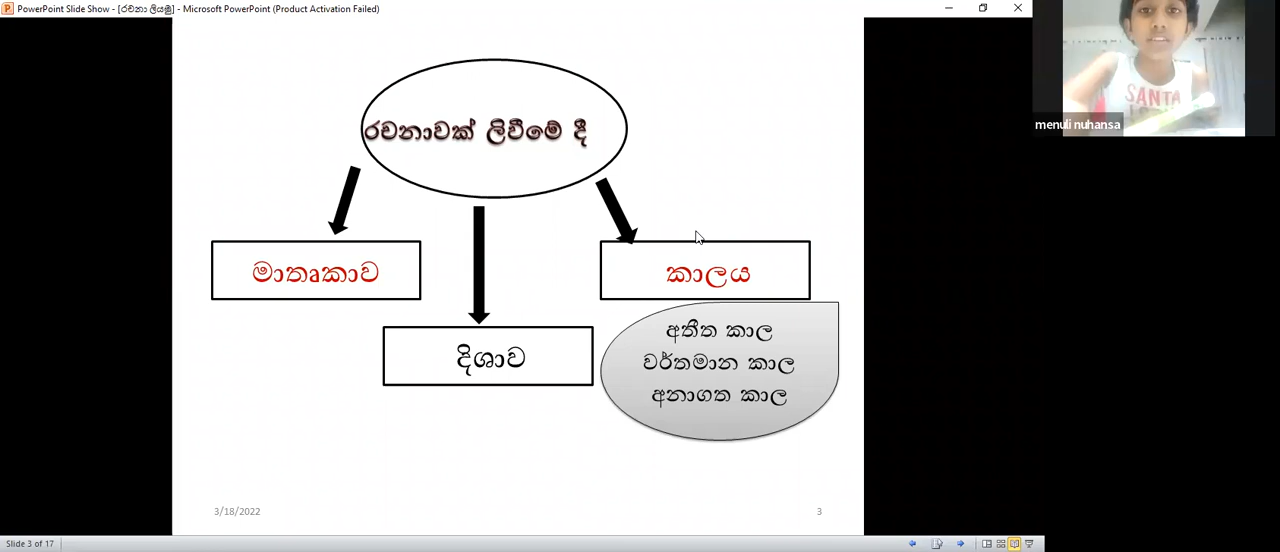 PowerPoint Slide Show - [රචනා ලියමු] - Microsoft PowerPoint (Product Activation Failed)
රචනාවක් ලිවීමේ දී
මාතෘකාව
කාලය
දිශාව
අතීත කාල
වර්තමාන කාල
අනාගත කාල
3/18/2022
3
Slide 3 of 17
SANTA
menuli nuhansa